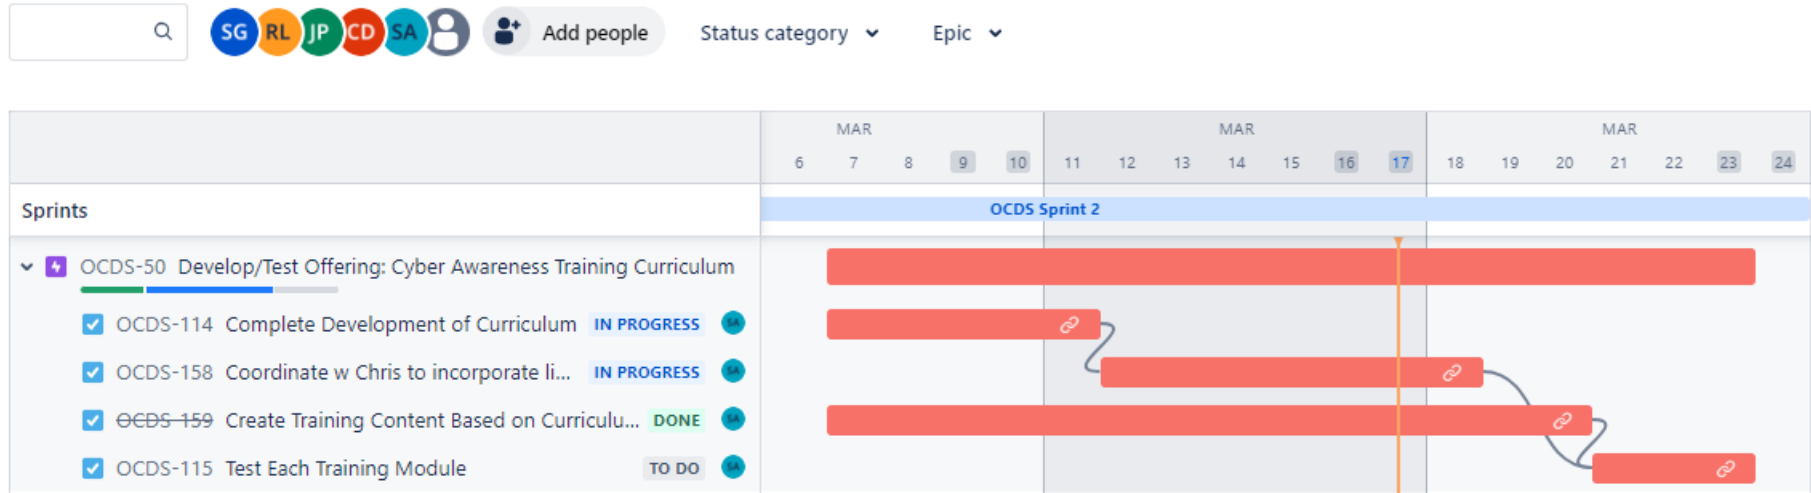 SG RL JP CD SA Add people Status category Epic
MAR MAR MAR
6 7 8 9 10 11 12 13 14 15 16 17 18 19 20 21 22 23 24
Sprints OCDS Sprint 2
OCDS-50 Develop/Test Offering: Cyber Awareness Training Curriculum
OCDS-114 Complete Development of Curriculum IN PROGRESS SA
OCDS-158 Coordinate w Chris to incorporate li... IN PROGRESS SA
OCDS-159 Create Training Content Based on Curriculu... DONE SA
OCDS-115 Test Each Training Module TO DO SA